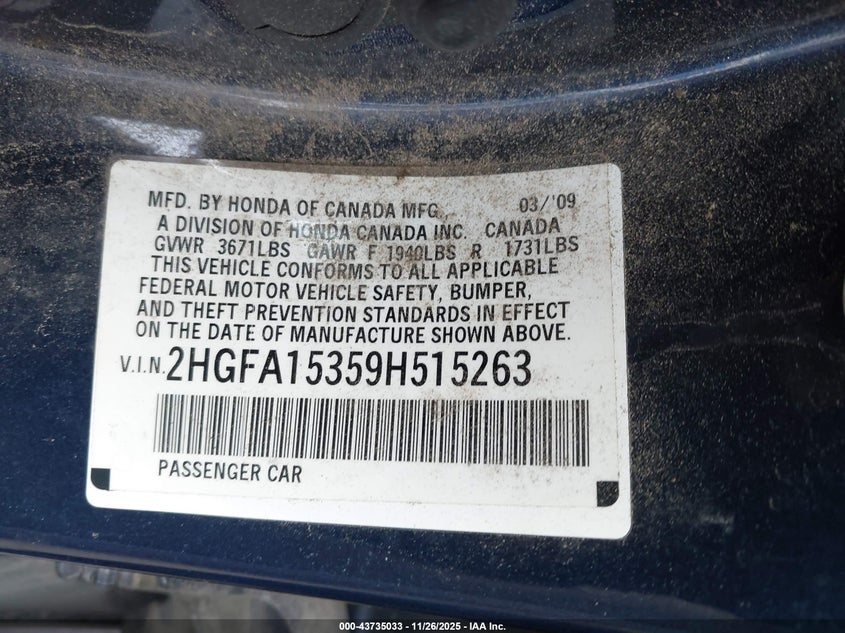 MFD. BY HONDA OF CANADA MFG., 03/'09
A DIVISION OF HONDA CANADA INC. CANADA
GVWR 3671LBS GAWR F 1940LBS R 1731LBS
THIS VEHICLE CONFORMS TO ALL APPLICABLE
FEDERAL MOTOR VEHICLE SAFETY, BUMPER,
AND THEFT PREVENTION STANDARDS IN EFFECT
ON THE DATE OF MANUFACTURE SHOWN ABOVE.
V.I.N. 2HGFA15359H515263
PASSENGER CAR
000-43735033 - 11/26/2025 - IAA Inc.